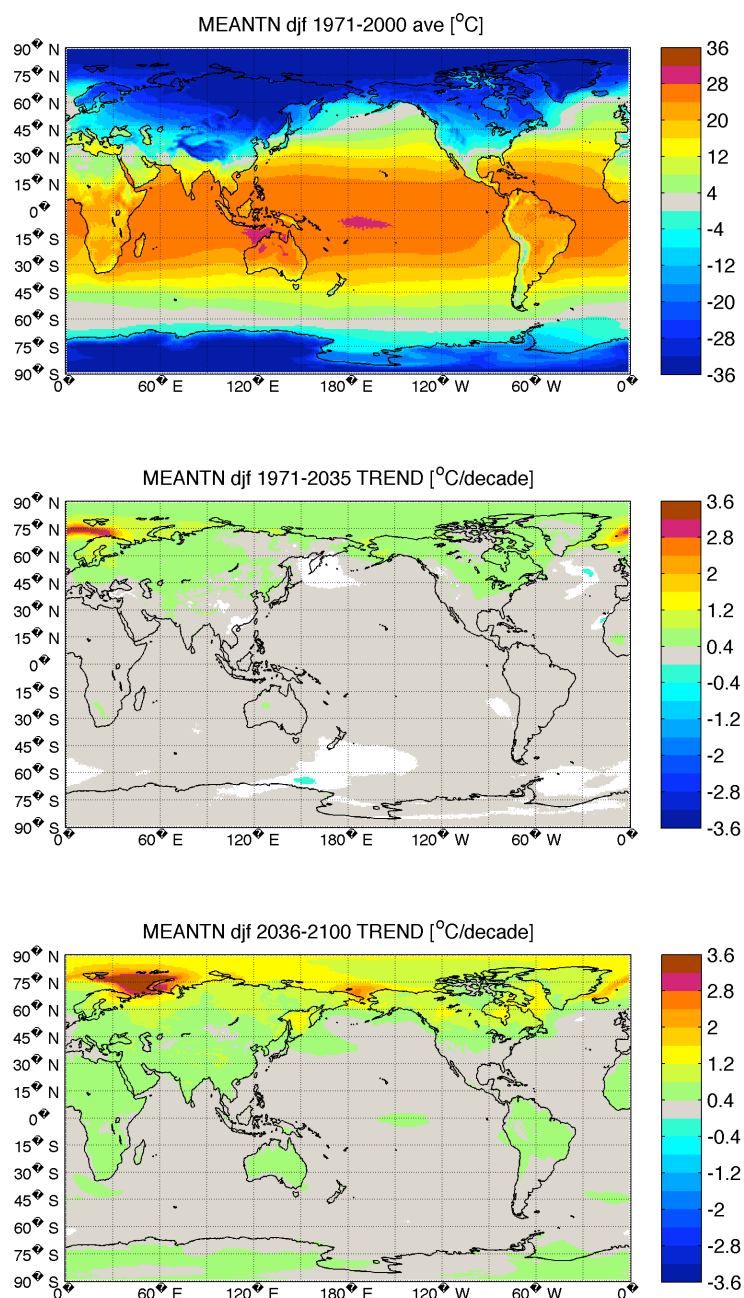 MEANTN djf 1971-2000 ave [°C]
90� N
75� N
60� N
45� N
30� N
15� N
0�
15� S
30� S
45� S
60� S
75� S
90� S
0� 60� E 120� E 180� E 120� W 60� W 0�
36
28
20
12
4
-4
-12
-20
-28
-36
MEANTN djf 1971-2035 TREND [°C/decade]
90� N
75� N
60� N
45� N
30� N
15� N
0�
15� S
30� S
45� S
60� S
75� S
90� S
0� 60� E 120� E 180� E 120� W 60� W 0�
3.6
2.8
2
1.2
0.4
-0.4
-1.2
-2
-2.8
-3.6
MEANTN djf 2036-2100 TREND [°C/decade]
90� N
75� N
60� N
45� N
30� N
15� N
0�
15� S
30� S
45� S
60� S
75� S
90� S
0� 60� E 120� E 180� E 120� W 60� W 0�
3.6
2.8
2
1.2
0.4
-0.4
-1.2
-2
-2.8
-3.6